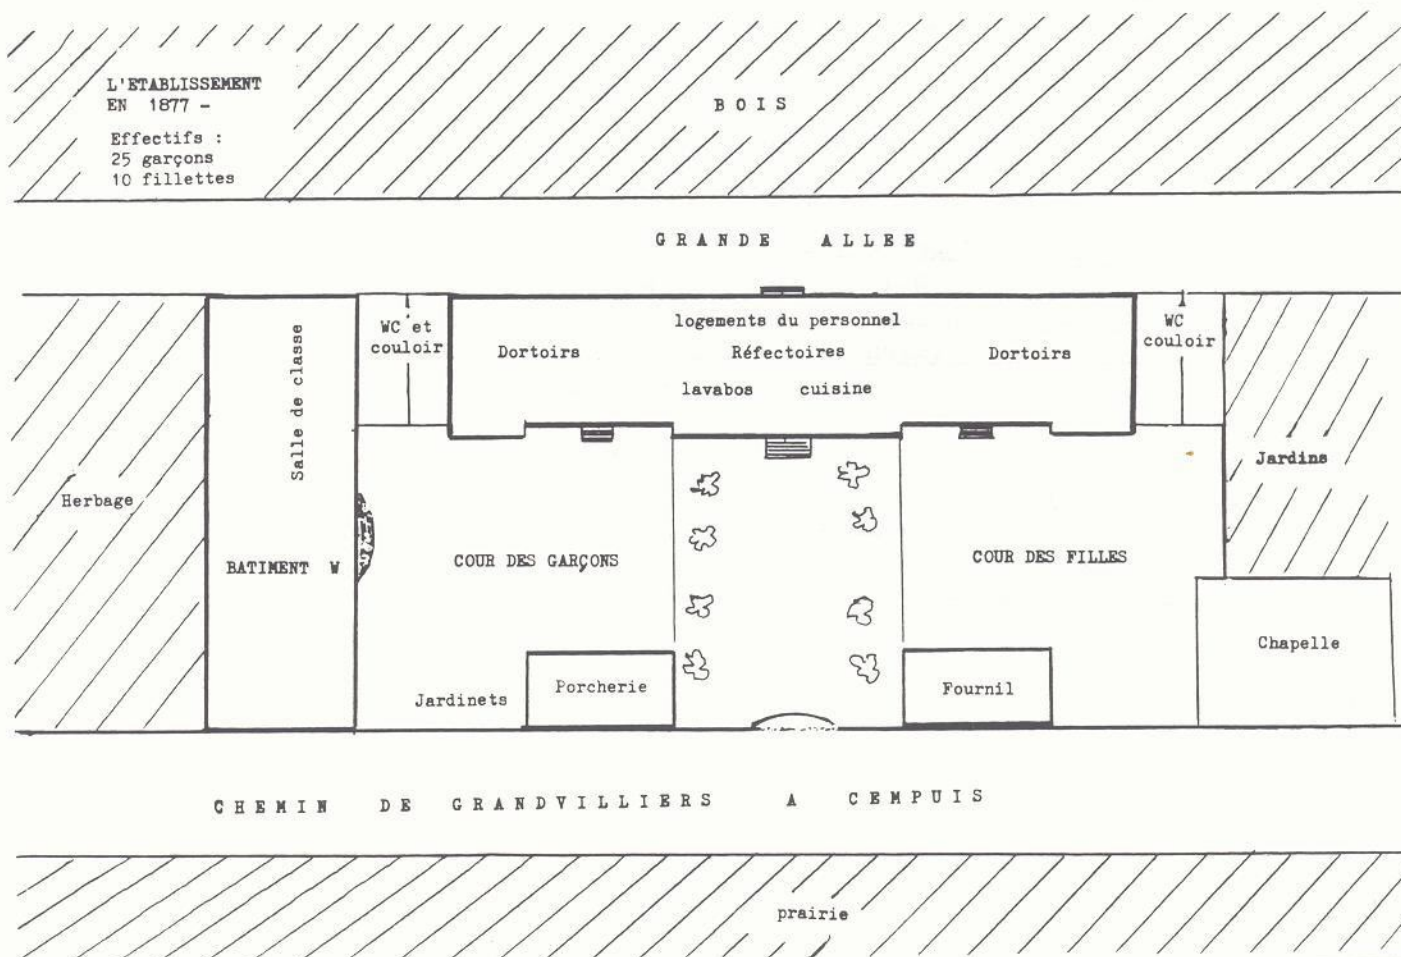 L'ETABLISSEMENT
EN 1877 -
Effectifs :
25 garçons
10 fillettes
BOIS
GRANDE ALLEE
Salle de classe
WC et
couloir
Dortoirs
logements du personnel
Réfectoires
lavabos cuisine
Dortoirs
WC
couloir
Herbage
Jardins
BATIMENT W
COUR DES GARÇONS
COUR DES FILLES
Jardinets
Porcherie
Fournil
Chapelle
CHEMIN DE GRANDVILLIERS A CEMPUIS
prairie